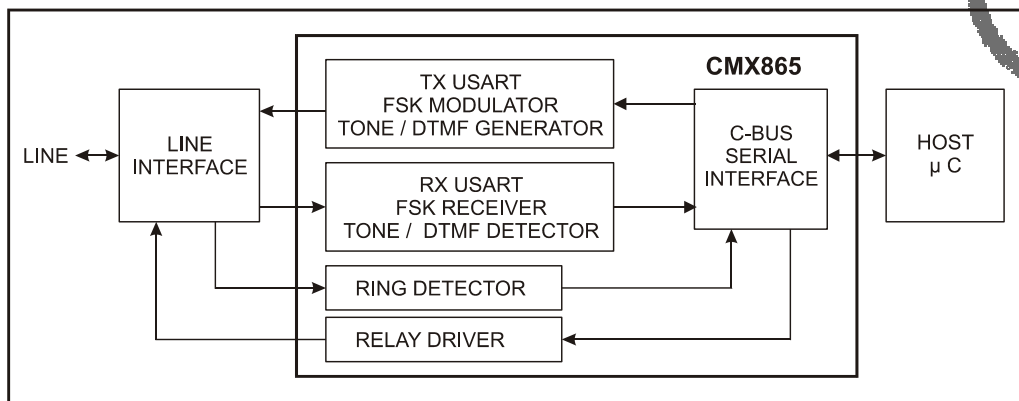 CMX865
TX USART
FSK MODULATOR
TONE / DTMF GENERATOR
LINE
LINE
INTERFACE
C-BUS
SERIAL
INTERFACE
HOST
µ C
RX USART
FSK RECEIVER
TONE / DTMF DETECTOR
RING DETECTOR
RELAY DRIVER